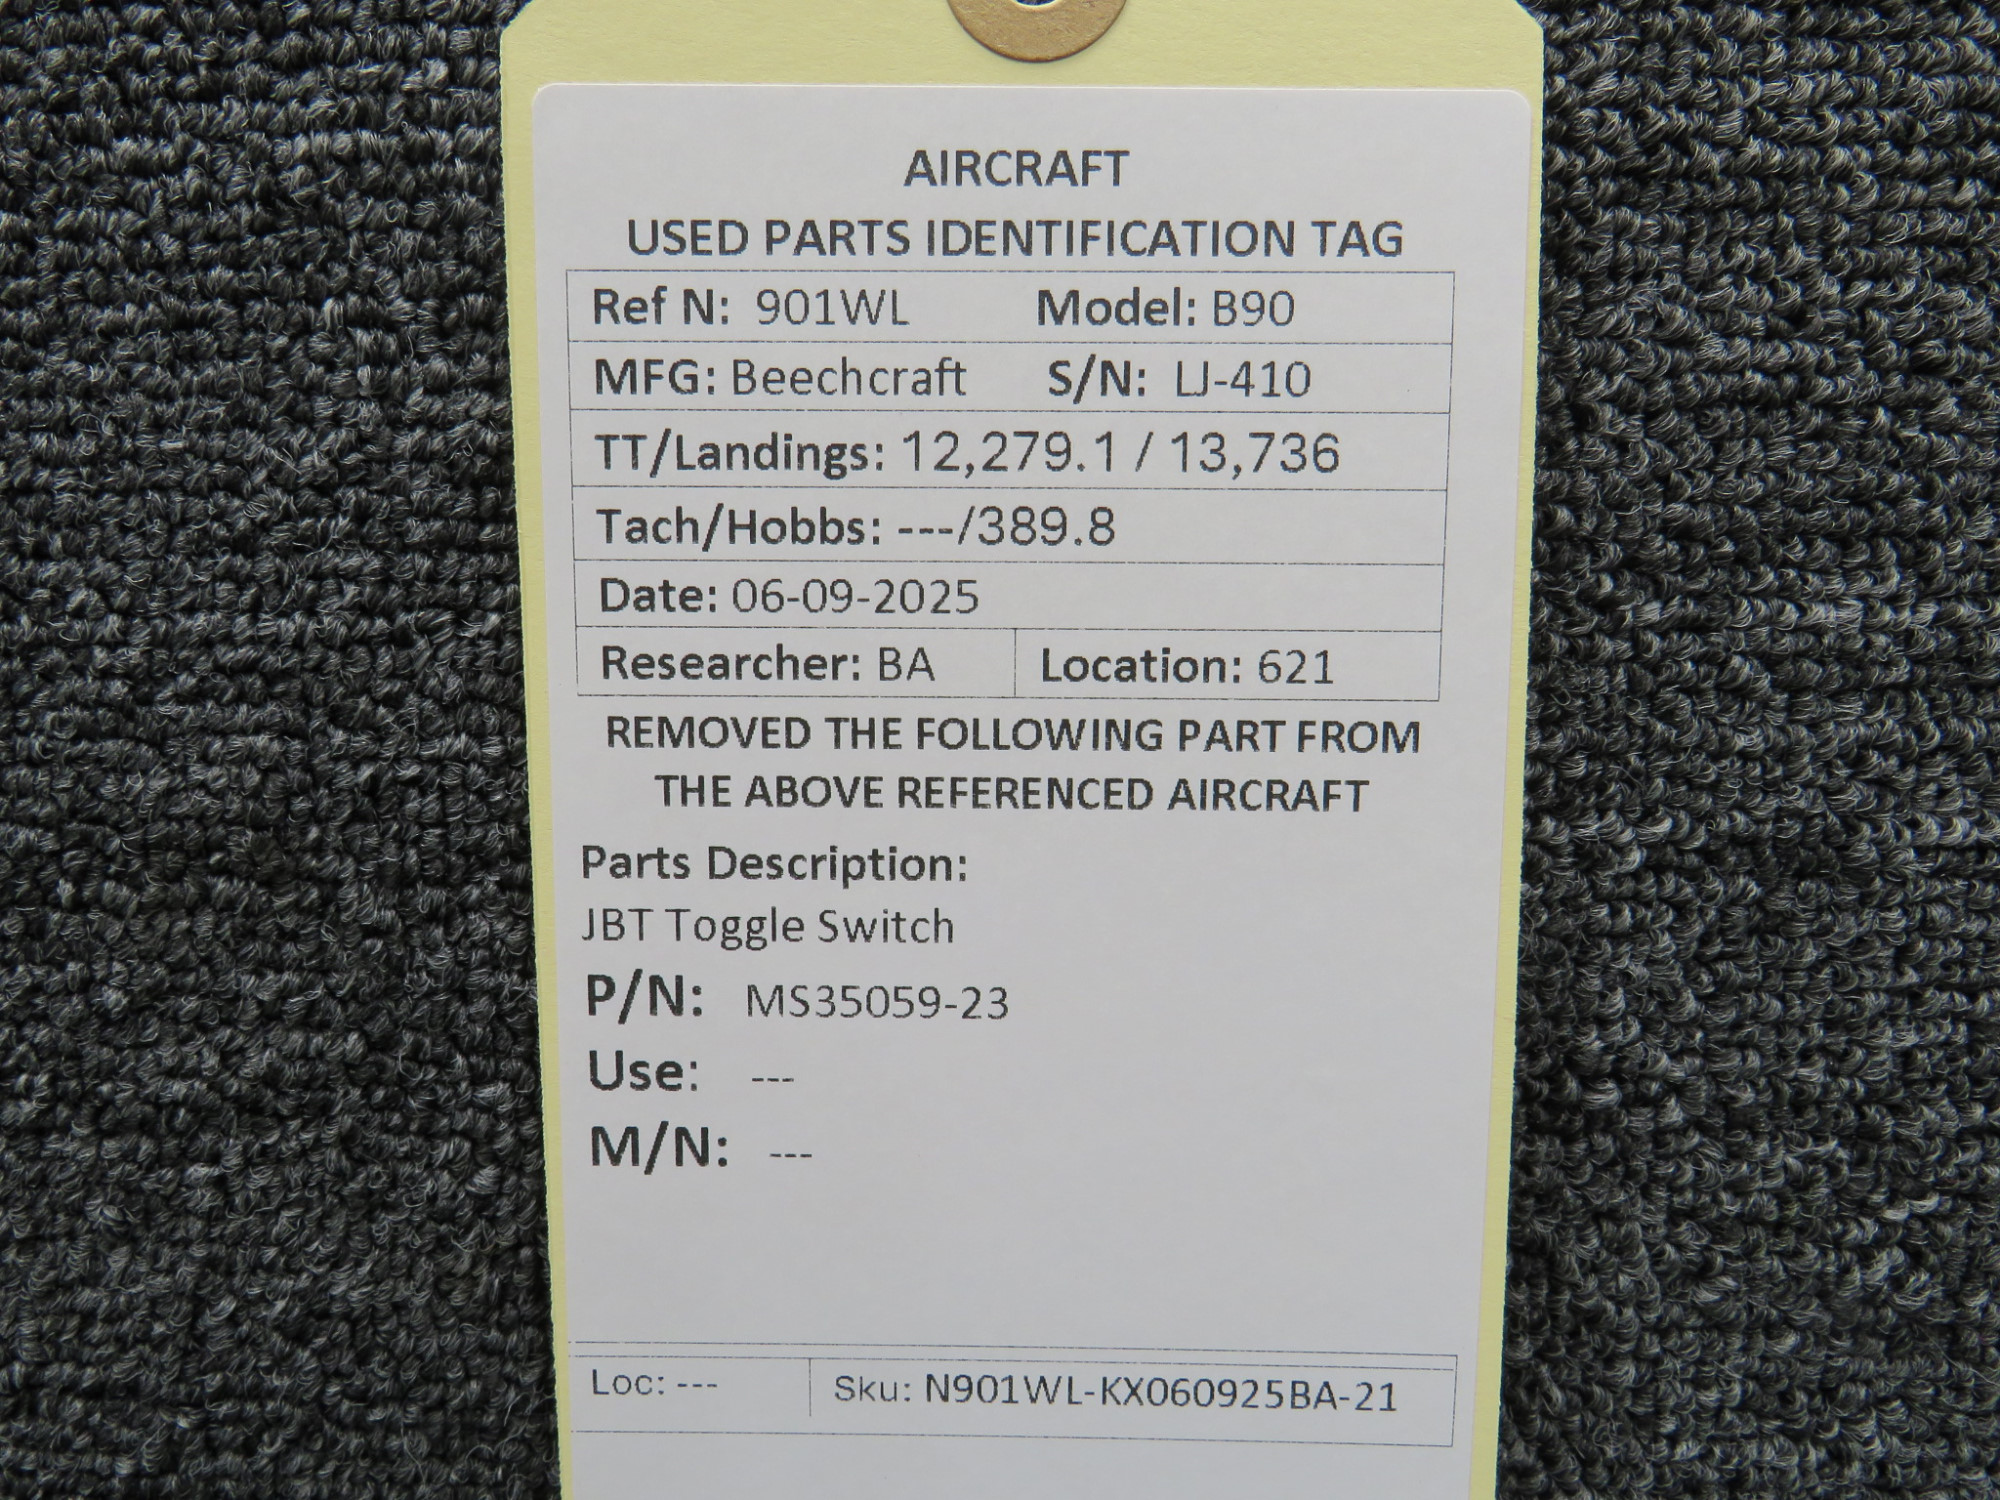 AIRCRAFT
USED PARTS IDENTIFICATION TAG
Ref N: 901WL Model: B90
MFG: Beechcraft S/N: LJ-410
TT/Landings: 12,279.1 / 13,736
Tach/Hobbs: ---/389.8
Date: 06-09-2025
Researcher: BA Location: 621
REMOVED THE FOLLOWING PART FROM
THE ABOVE REFERENCED AIRCRAFT
Parts Description:
JBT Toggle Switch
P/N: MS35059-23
Use: ---
M/N: ---
Loc: --- Sku: N901WL-KX060925BA-21